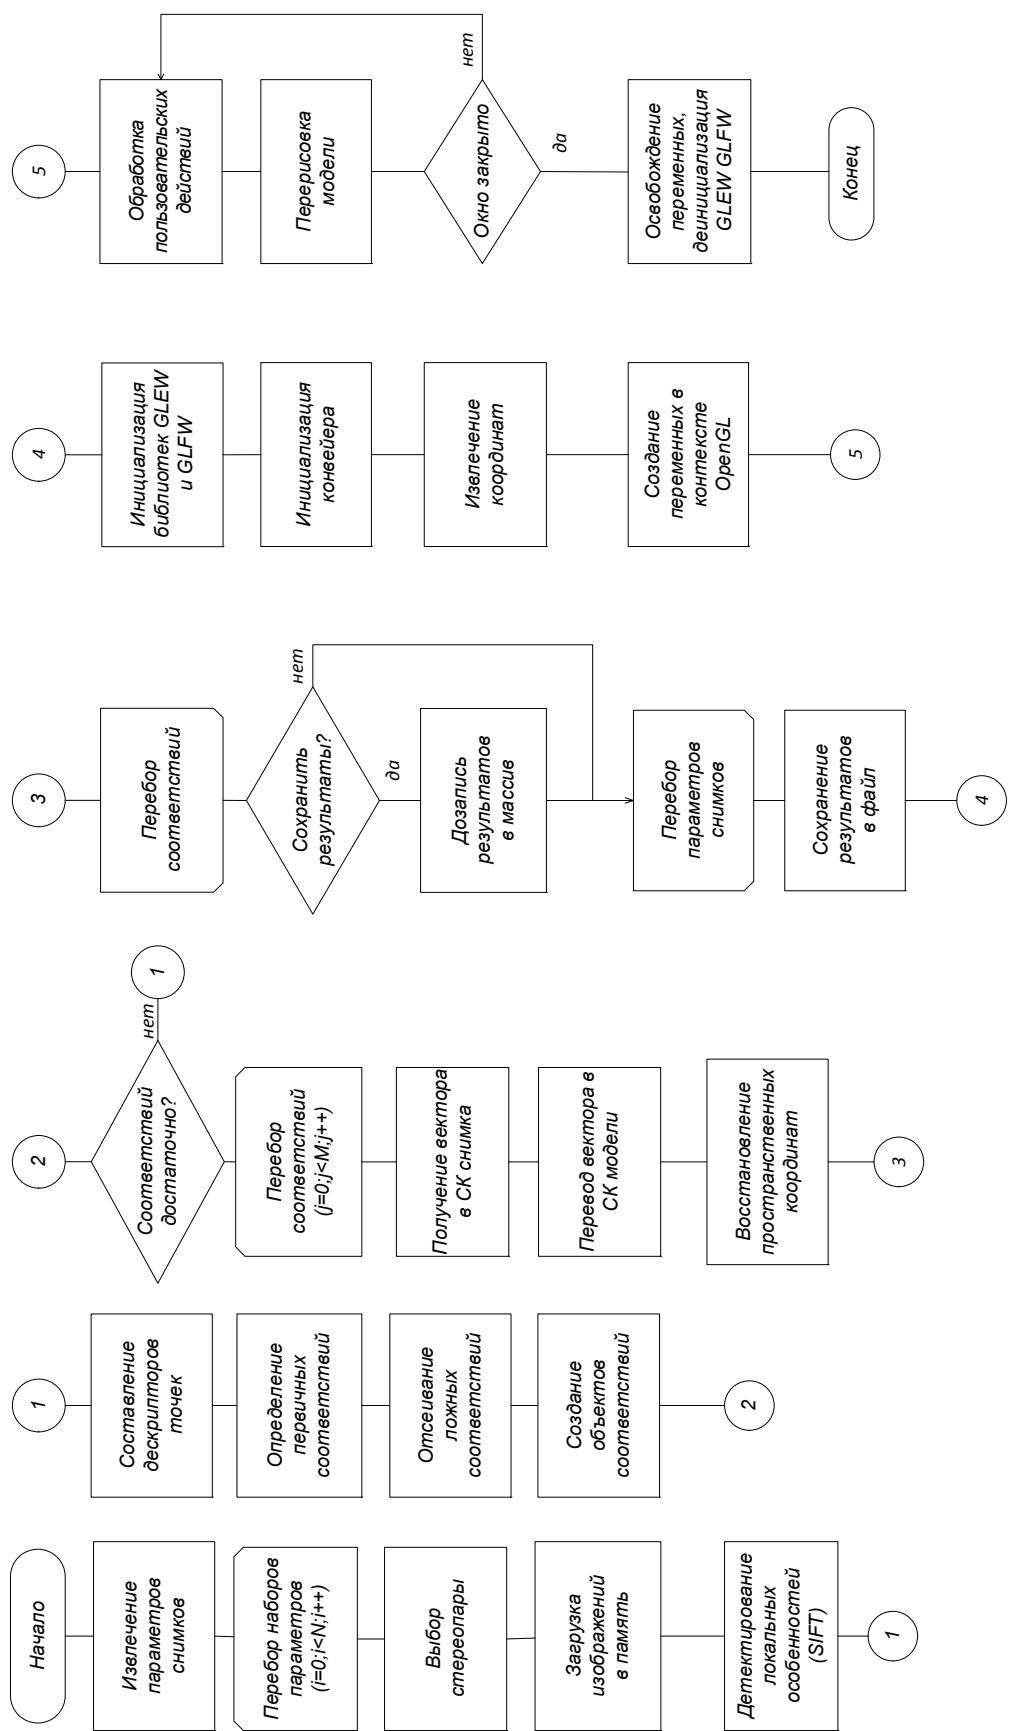 Начало
Извлечение
параметров
снимков
Перебор наборов
параметров
(i=0;i<N;i++)
Выбор
стереопары
Загрузка
изображений
в память
Детектирование
локальных
особенностей
(SIFT)
1
1
Составление
дескрипторов
точек
Определение
первичных
соответствий
Отсеивание
ложных
соответствий
Создание
объектов
соответствий
2
2
Соответствий
достаточно?
нет
1
Перебор
соответствий
(j=0;j<M;j++)
Получение вектора
в СК снимка
Перевод вектора в
СК модели
Восстановление
пространственных
координат
3
3
Перебор
соответствий
Сохранить
результаты?
нет
да
Дозапись
результатов
в массив
Перебор
параметров
снимков
Сохранение
результатов
в файл
4
4
Инициализация
библиотек GLEW
и GLFW
Инициализация
конвейера
Извлечение
координат
Создание
переменных в
контексте
OpenGL
5
5
Обработка
пользовательских
действий
Перерисовка
модели
Окно закрыто
нет
да
Освобождение
переменных,
деинициализация
GLEW GLFW
Конец